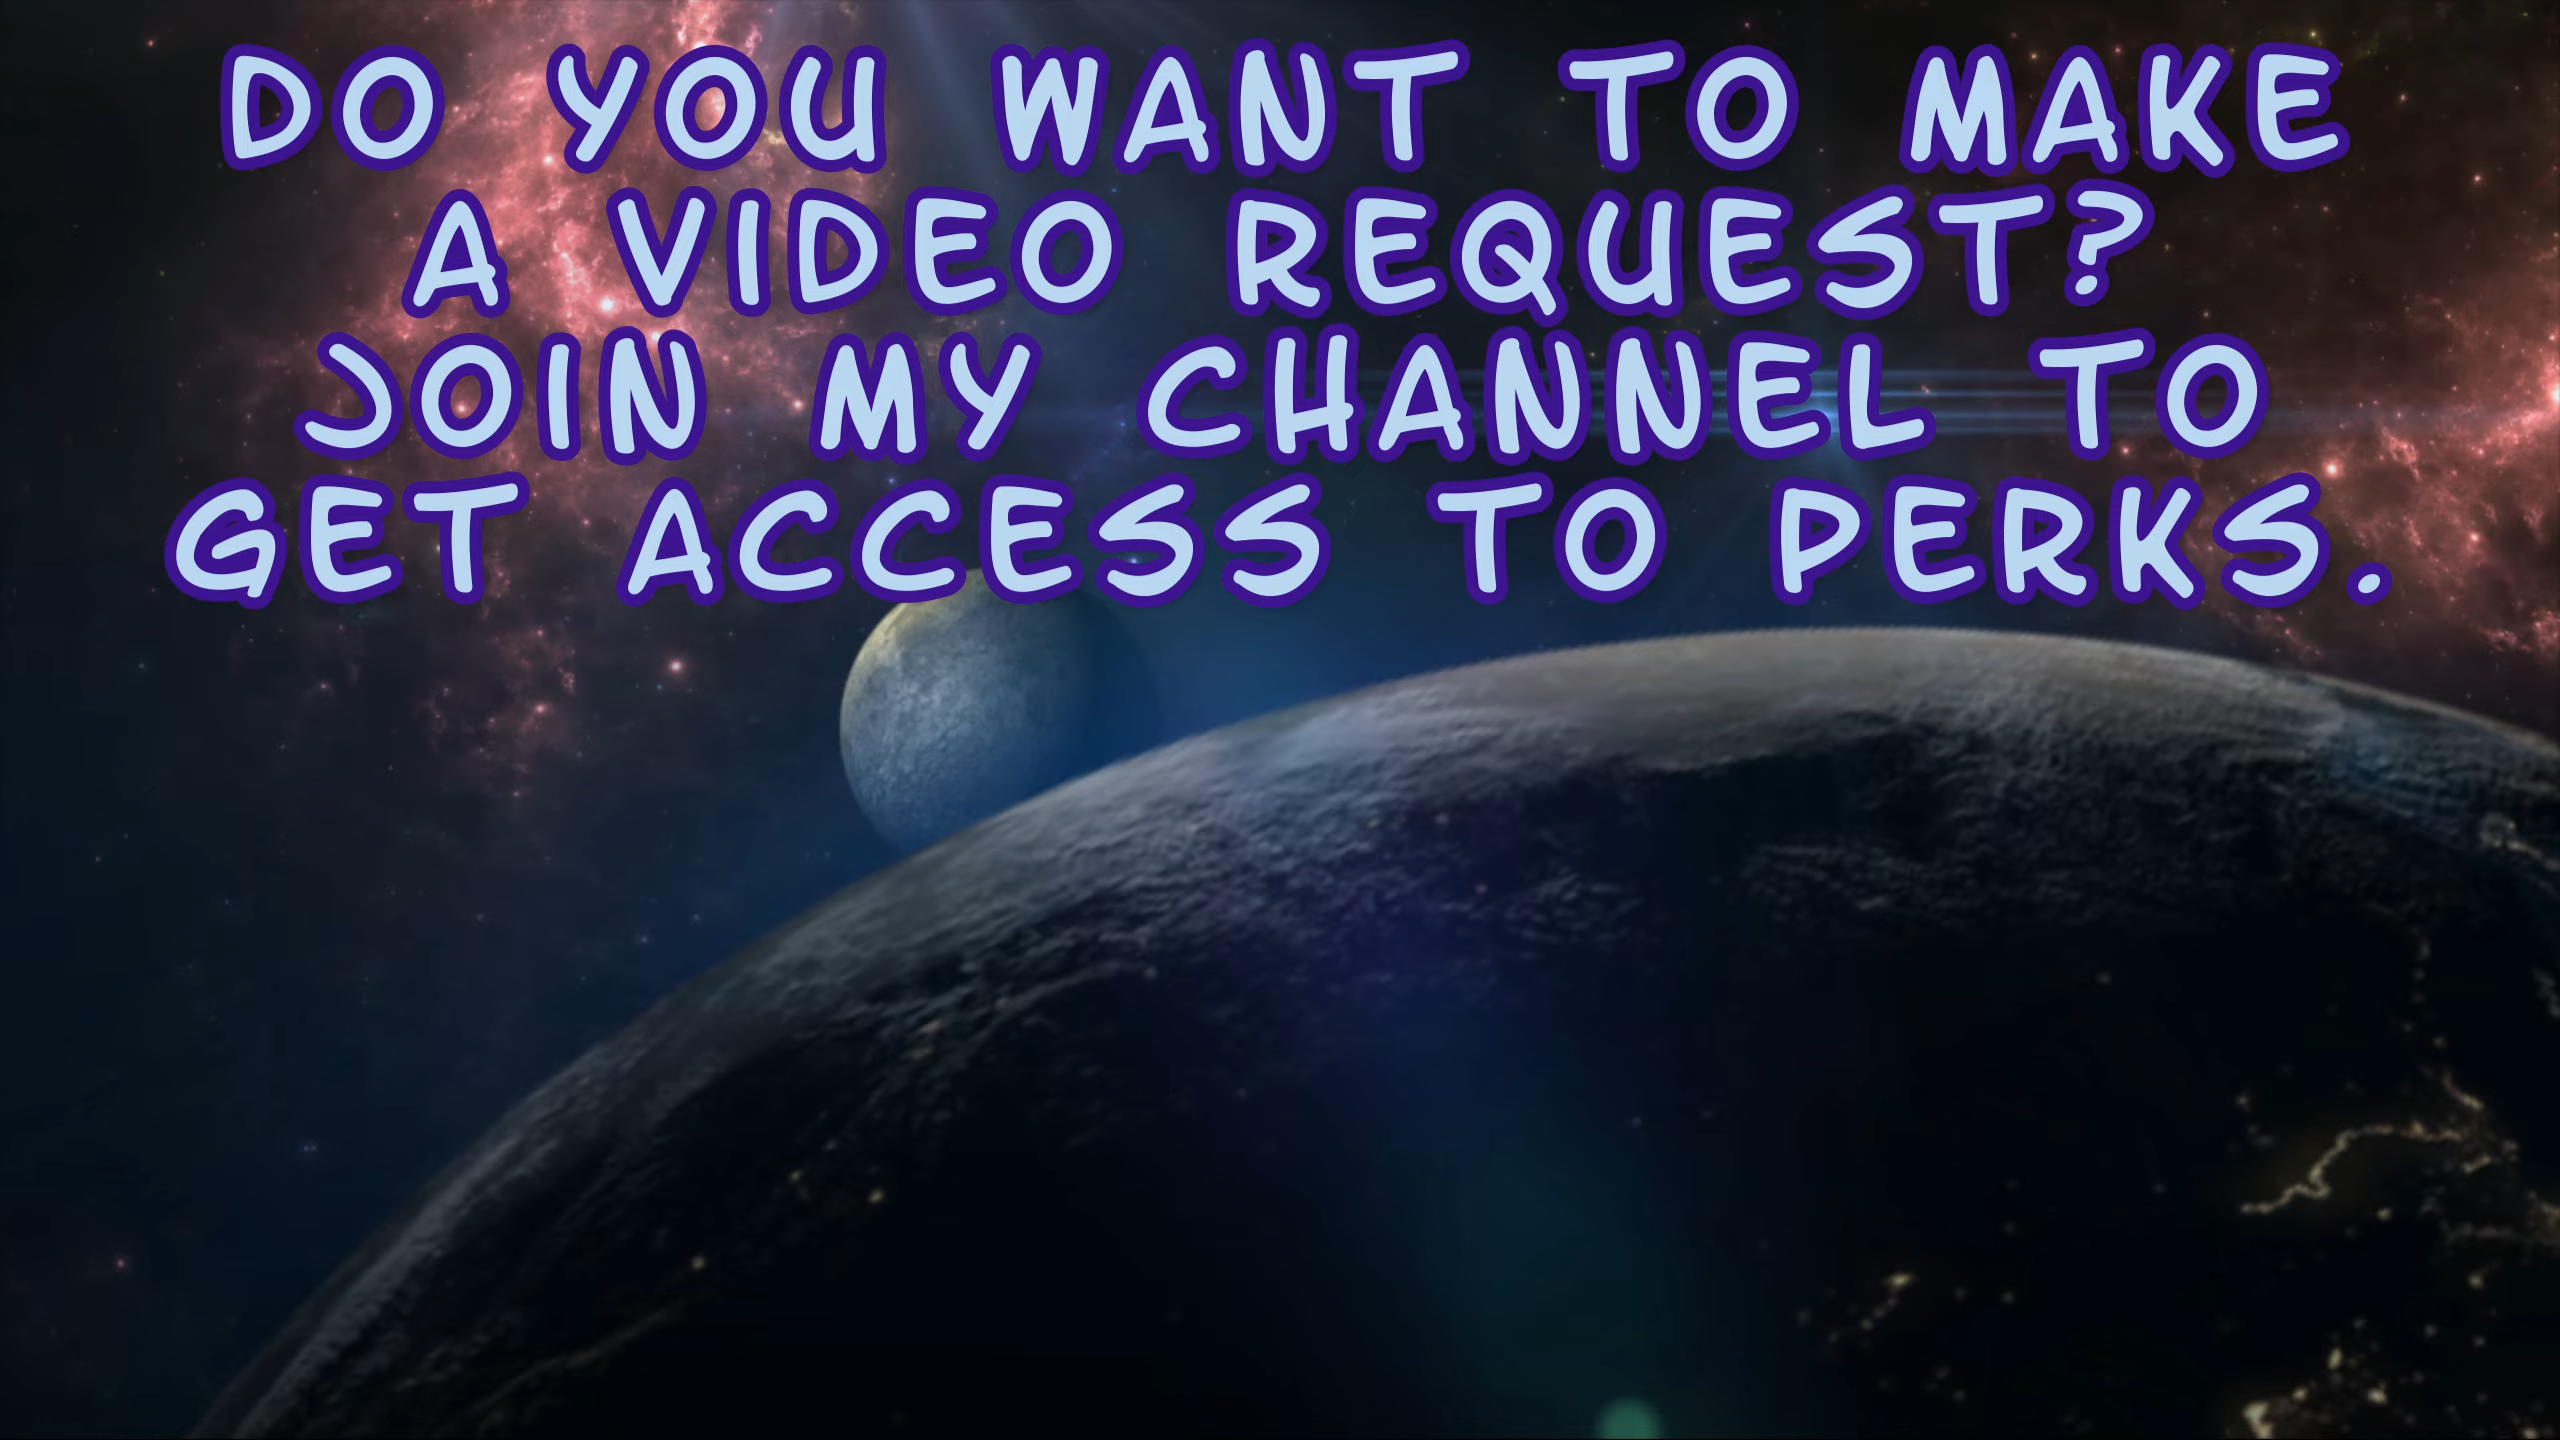 DO YOU WANT TO MAKE
A VIDEO REQUEST?
JOIN MY CHANNEL TO
GET ACCESS TO PERKS.